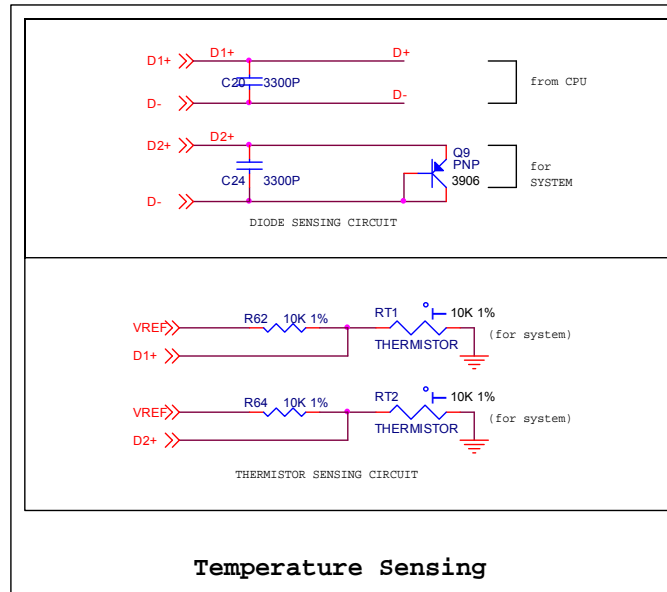 D1+ D1+ D+
C20 3300P
from CPU
D- D-
D2+ D2+
Q9
PNP
for
C24 3300P 3906 SYSTEM
D-
DIODE SENSING CIRCUIT
R62 10K 1% RT1 10K 1%
VREF (for system)
THERMISTOR
D1+
R64 10K 1% RT2 10K 1%
VREF (for system)
THERMISTOR
D2+
THERMISTOR SENSING CIRCUIT
Temperature Sensing